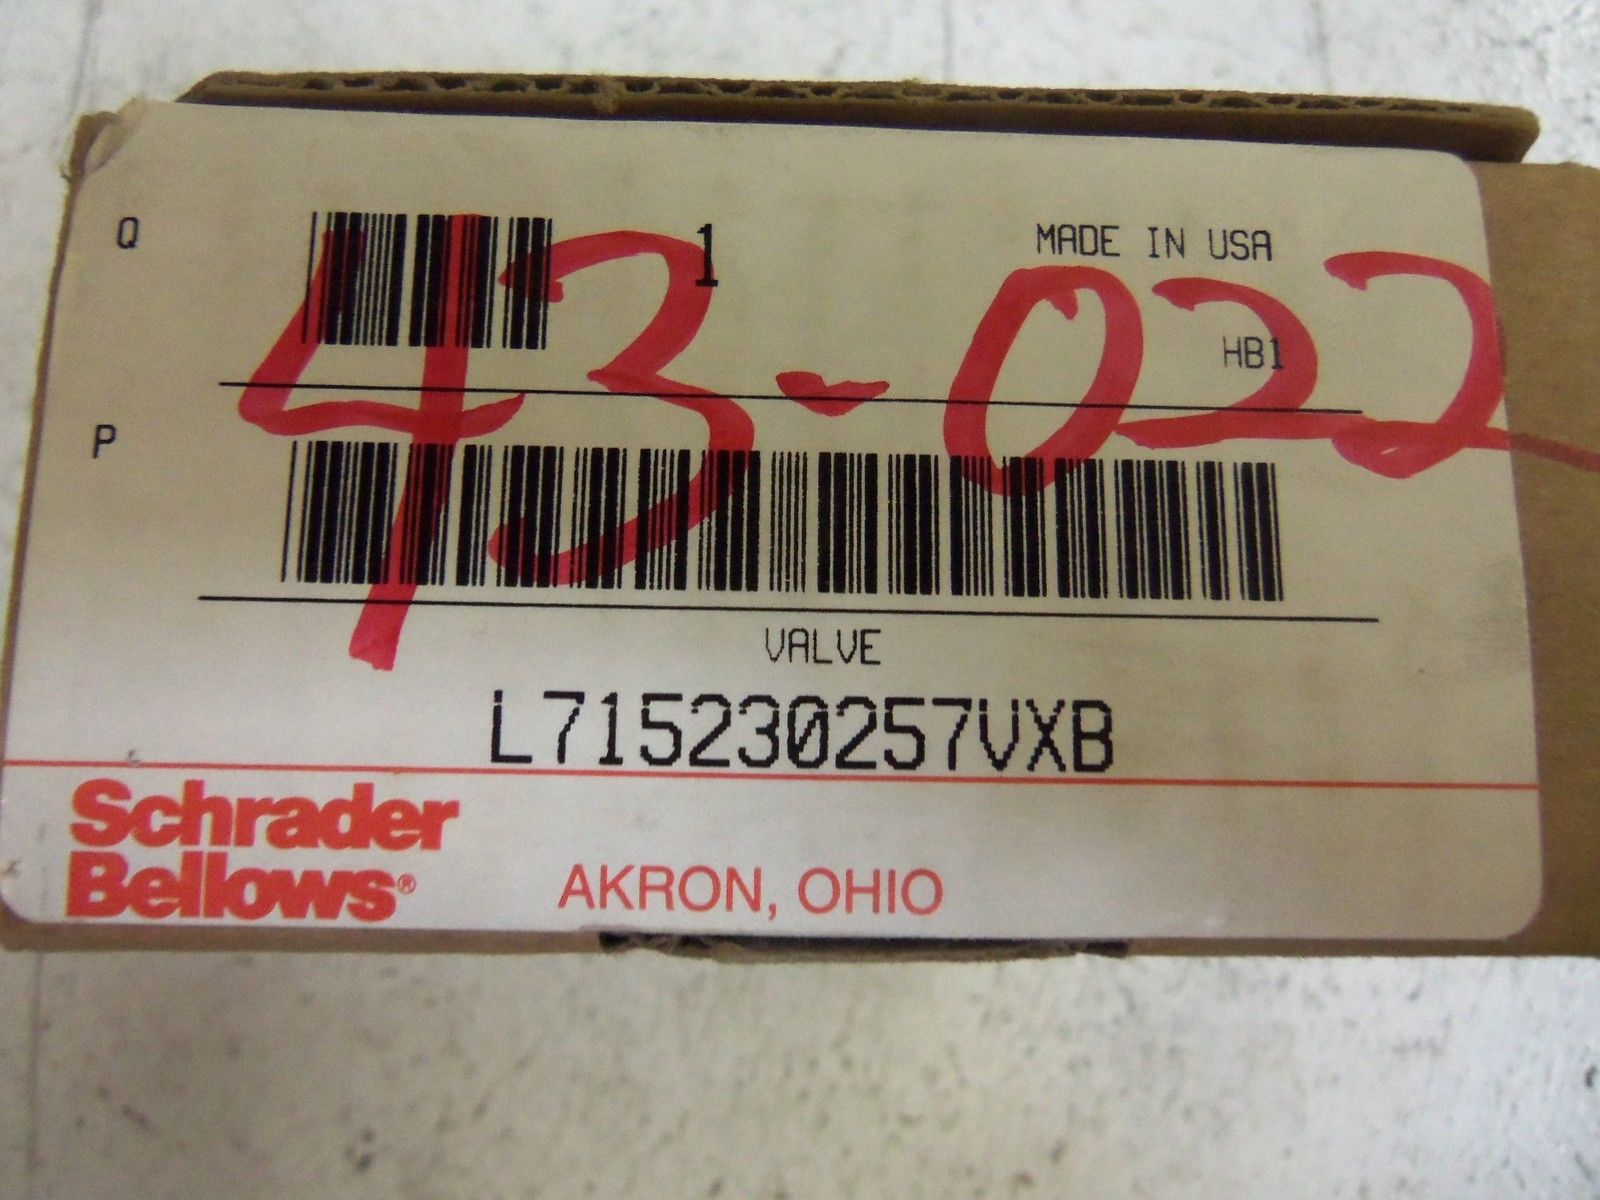 Q
1
MADE IN USA
43-022
HB1
P
VALVE
L715230257VXB
Schrader
Bellows®
AKRON, OHIO